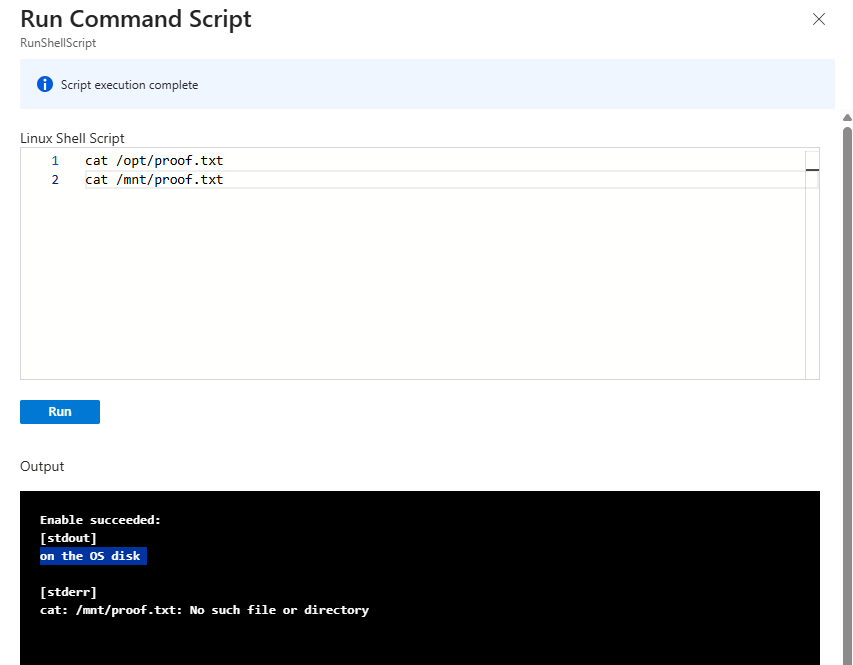 Run Command Script
RunShellScript
Script execution complete
Linux Shell Script
1 cat /opt/proof.txt
2 cat /mnt/proof.txt
Run
Output
Enable succeeded:
[stdout]
on the OS disk
[stderr]
cat: /mnt/proof.txt: No such file or directory